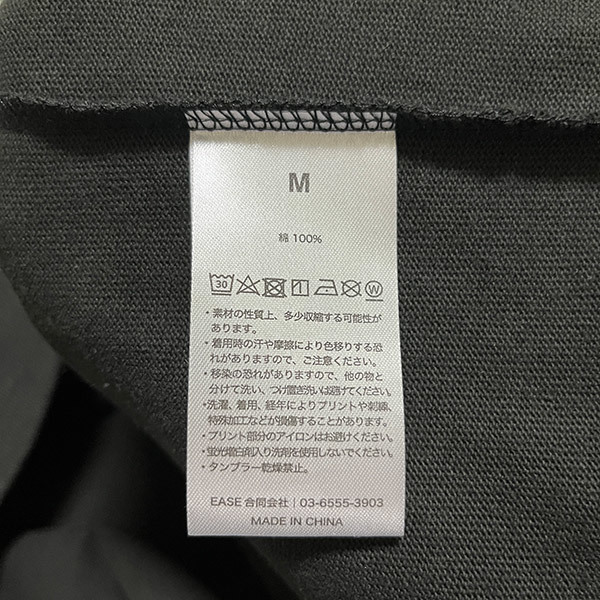 M
綿 100%
30
W
・素材の性質上、多少収縮する可能性が
あります。
・着用時の汗や摩擦により色移りする恐
れがありますので、ご注意ください。
・移染の恐れがありますので、他の物と
分けて洗い、つけ置き洗いは避けてください。
・洗濯、着用、経年によりプリントや刺繍、
特殊加工などが損傷することがあります。
・プリント部分のアイロンはお避けください。
・蛍光増白剤入り洗剤を使用しないでください。
・タンブラー乾燥禁止。
EASE 合同会社 | 03-6555-3903
MADE IN CHINA